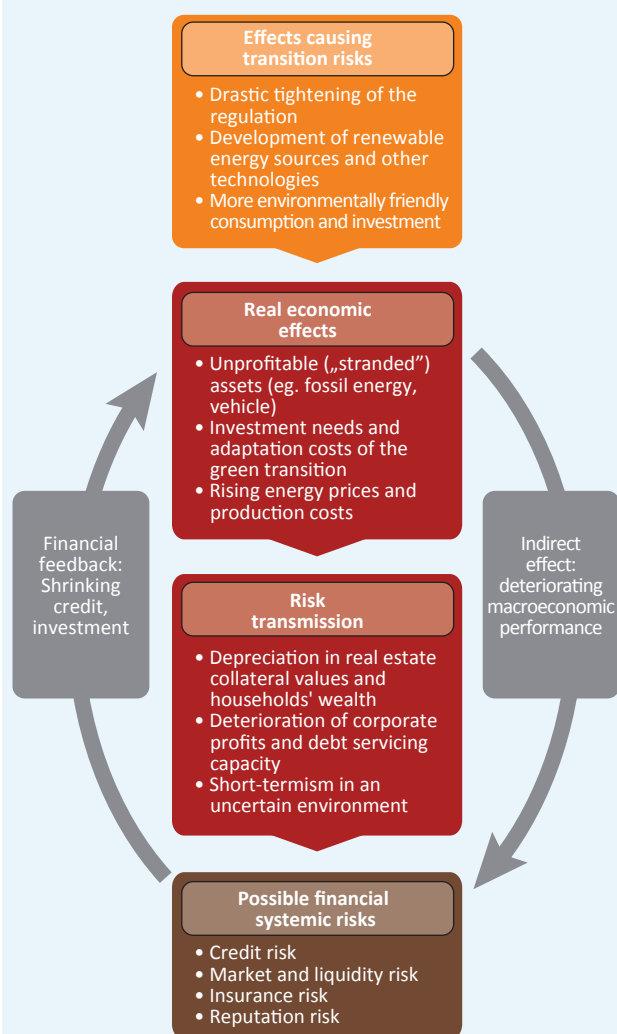 Effects causing
transition risks
• Drastic tightening of the
regulation
• Development of renewable
energy sources and other
technologies
• More environmentally friendly
consumption and investment
Real economic
effects
• Unprofitable („stranded”)
assets (eg. fossil energy,
vehicle)
• Investment needs and
adaptation costs of the
green transition
• Rising energy prices and
production costs
Financial
feedback:
Shrinking
credit,
investment
Indirect
effect:
deteriorating
macroeconomic
performance
Risk
transmission
• Depreciation in real estate
collateral values and
households' wealth
• Deterioration of corporate
profits and debt servicing
capacity
• Short-termism in an
uncertain environment
Possible financial
systemic risks
• Credit risk
• Market and liquidity risk
• Insurance risk
• Reputation risk